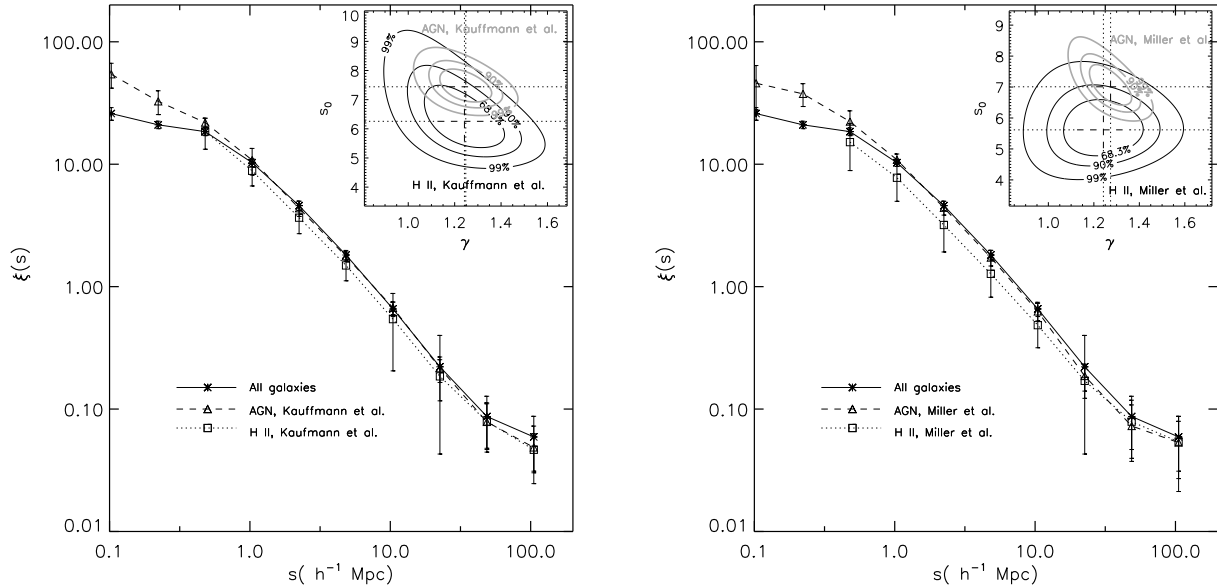 100.00
10.00
1.00
0.10
0.01
ξ(s)
0.1
1.0
10.0
100.0
s( h⁻¹ Mpc)
All galaxies
AGN, Kauffmann et al.
H II, Kaufmann et al.
10
9
8
7
6
5
4
s₀
1.0
1.2
1.4
1.6
γ
AGN, Kauffmann et al.
99%
90%
90%
99%
H II, Kauffmann et al.
100.00
10.00
1.00
0.10
0.01
ξ(s)
0.1
1.0
10.0
100.0
s( h⁻¹ Mpc)
All galaxies
AGN, Miller et al.
H II, Miller et al.
9
8
7
6
5
4
s₀
1.0
1.2
1.4
1.6
γ
AGN, Miller et al.
68.3%
90%
99%
99%
H II, Miller et al.